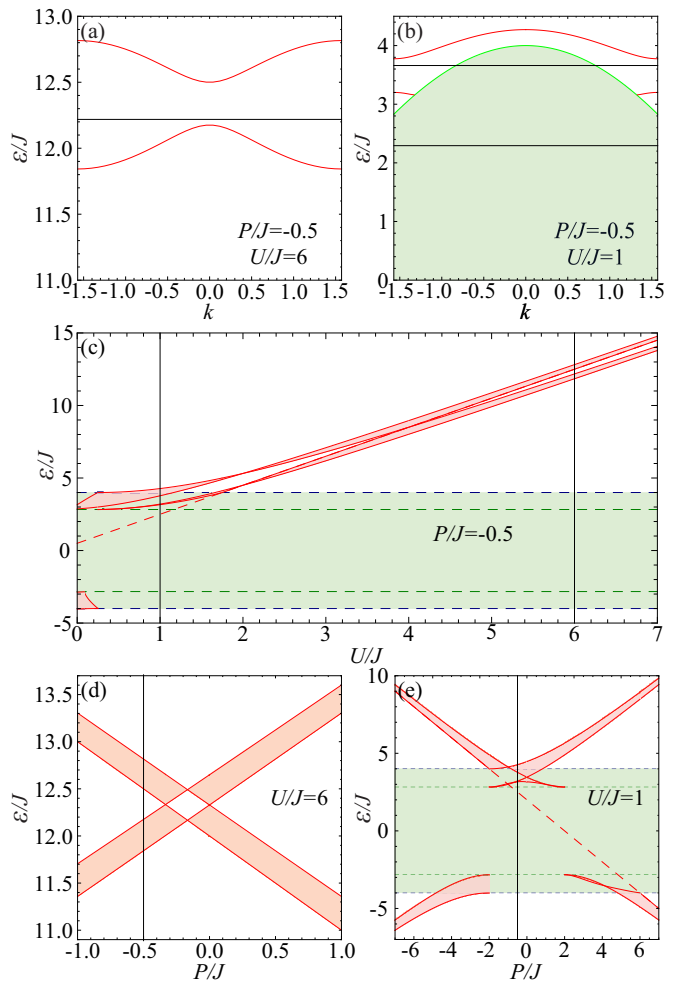 (a)
13.0
12.5
12.0
11.5
11.0
ε/J
P/J=-0.5
U/J=6
-1.5 -1.0 -0.5 0.0 0.5 1.0 1.5
k
(b)
4
3
2
1
0
ε/J
P/J=-0.5
U/J=1
-1.5 -1.0 -0.5 0.0 0.5 1.0 1.5
k
(c)
15
10
5
0
-5
ε/J
P/J=-0.5
0 1 2 3 4 5 6 7
U/J
(d)
13.5
13.0
12.5
12.0
11.5
11.0
ε/J
U/J=6
-1.0 -0.5 0.0 0.5 1.0
P/J
(e)
10
5
0
-5
ε/J
U/J=1
-6 -4 -2 0 2 4 6
P/J